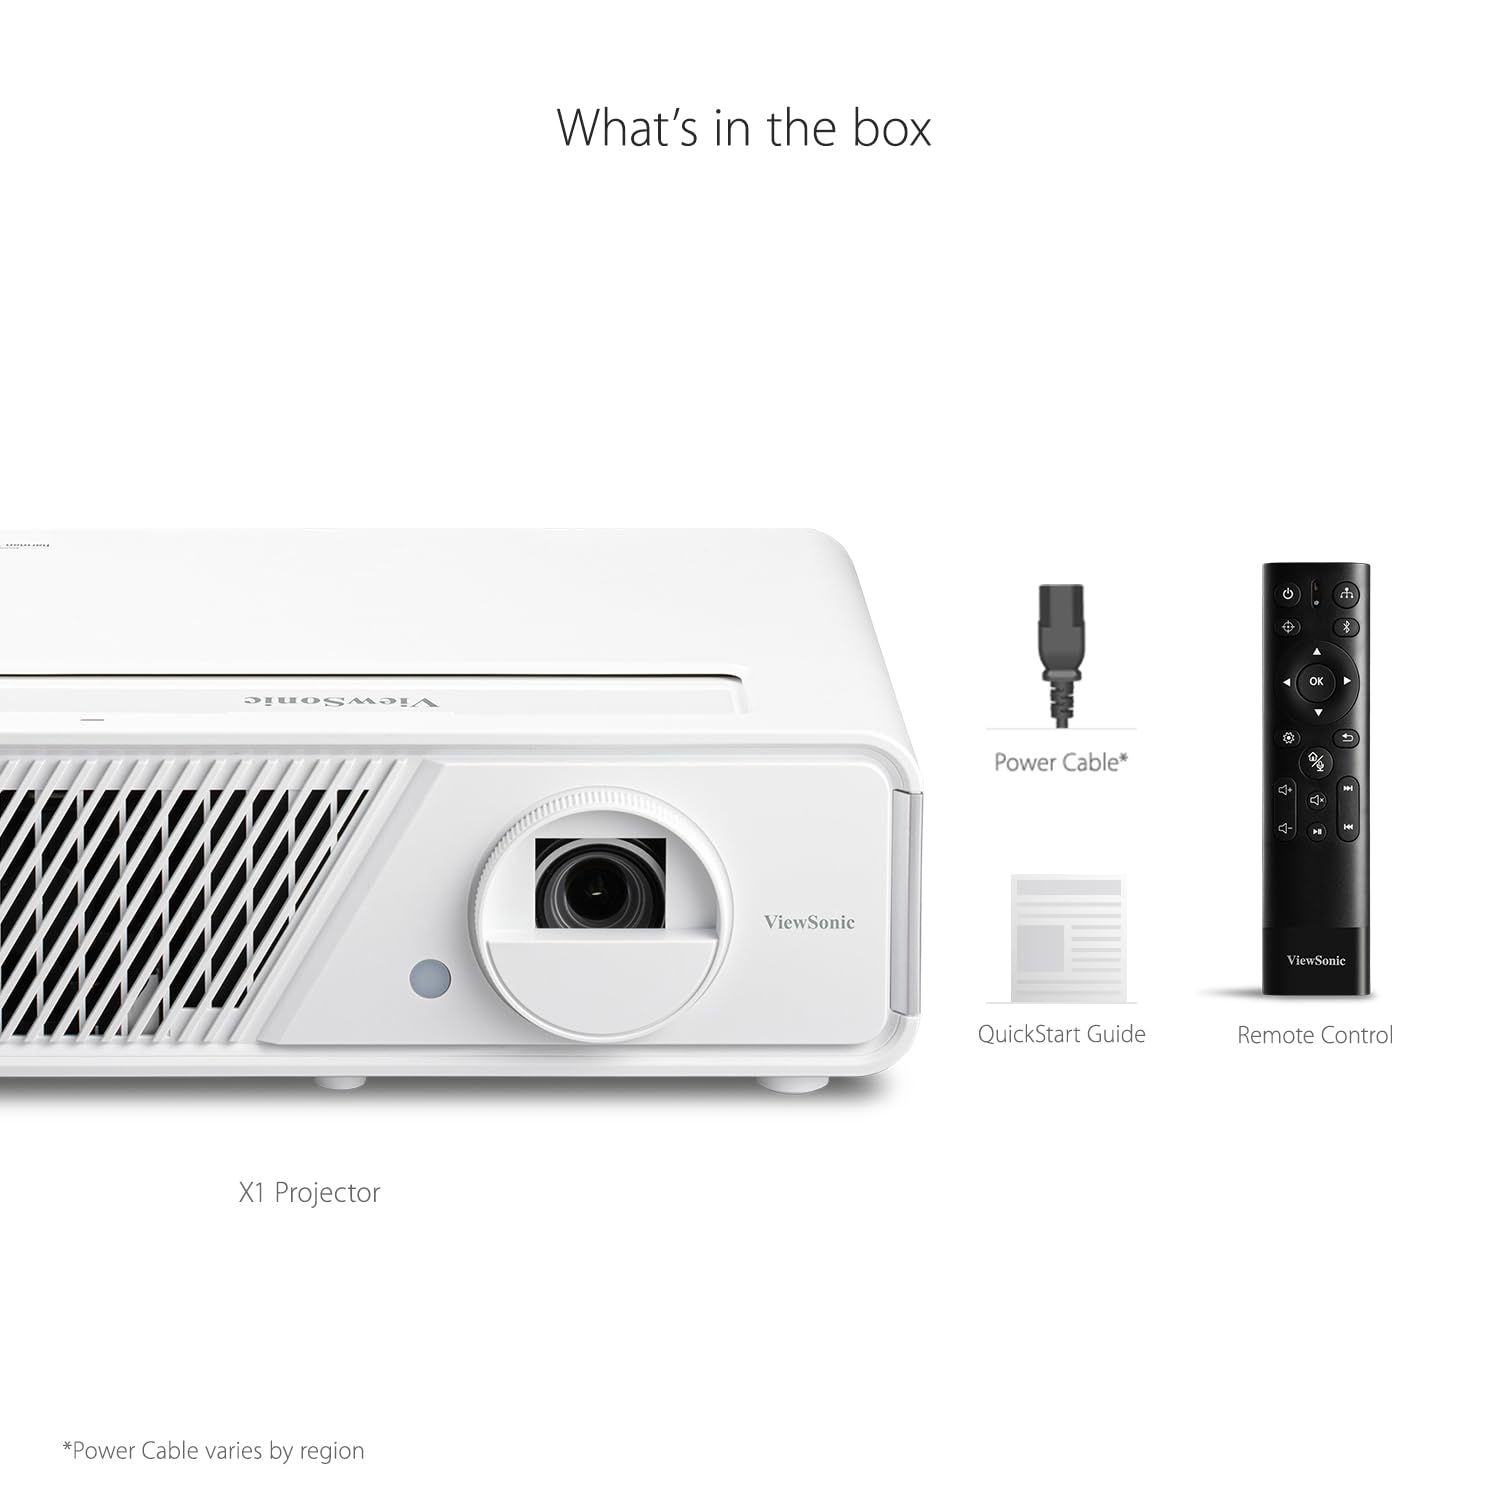 What's in the box
harman
ViewSonic
ViewSonic
Power Cable*
OK
ViewSonic
QuickStart Guide
Remote Control
X1 Projector
*Power Cable varies by region